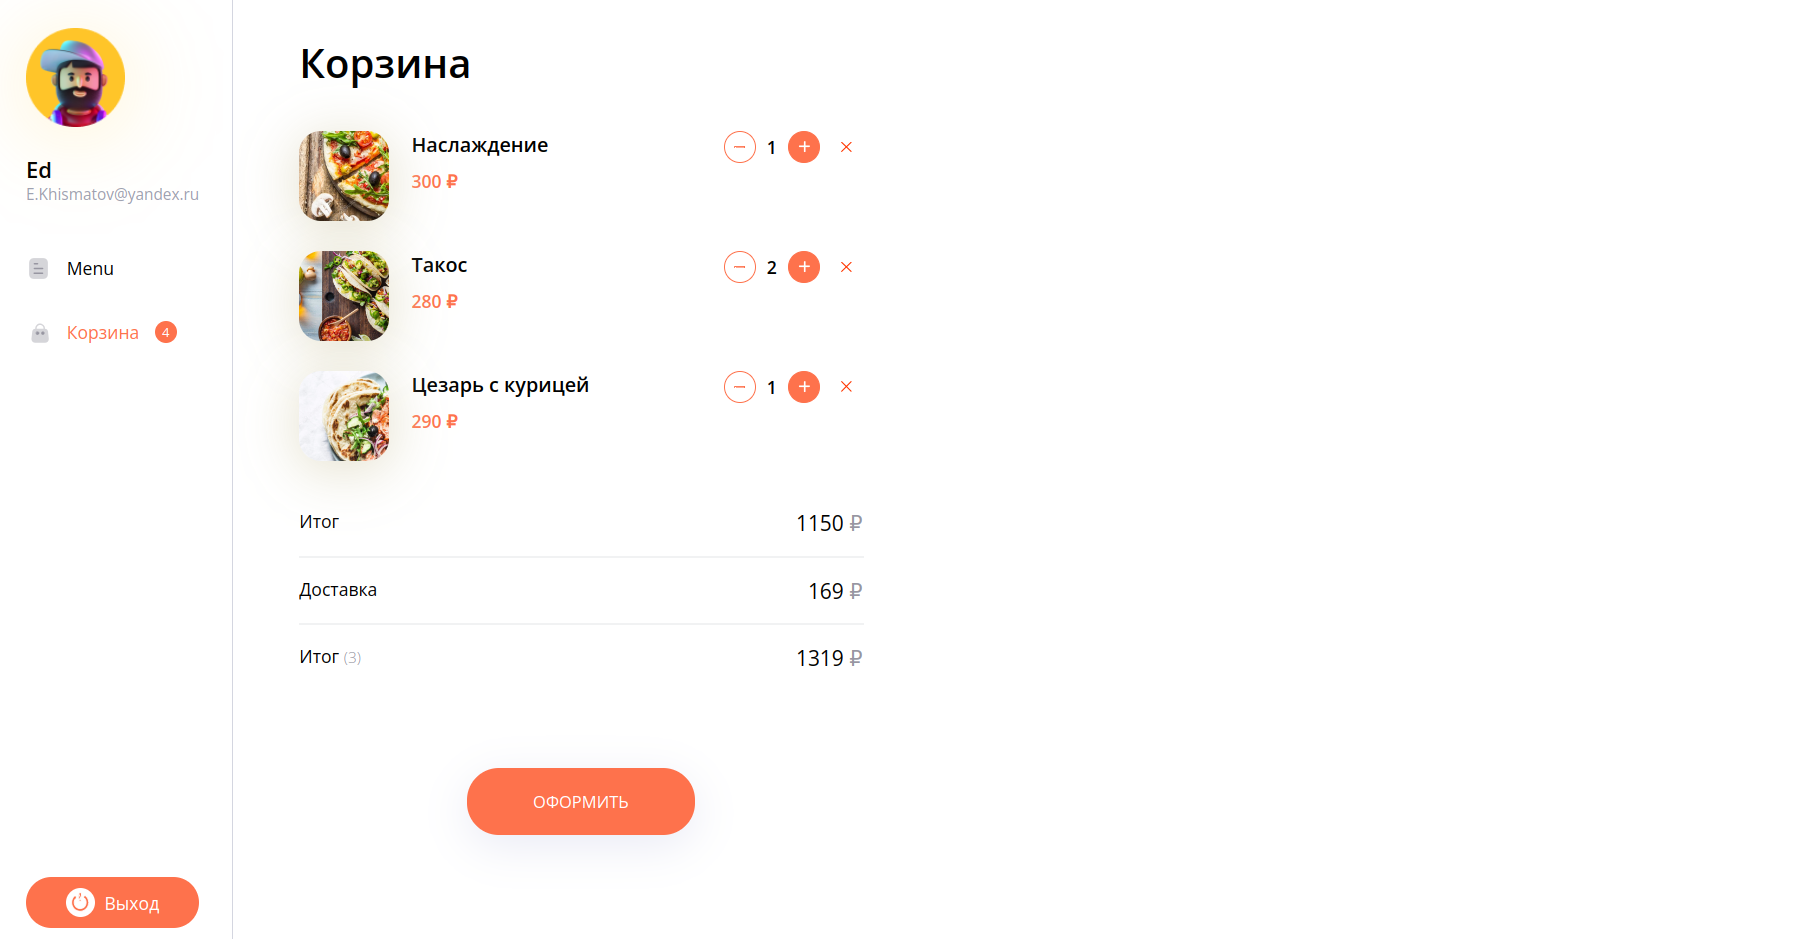 Ed
E.Khismatov@yandex.ru
Menu
Корзина 4
Выход
Корзина
Наслаждение
300 ₽
1
Такос
280 ₽
2
Цезарь с курицей
290 ₽
1
Итог 1150 ₽
Доставка 169 ₽
Итог (3) 1319 ₽
ОФОРМИТЬ